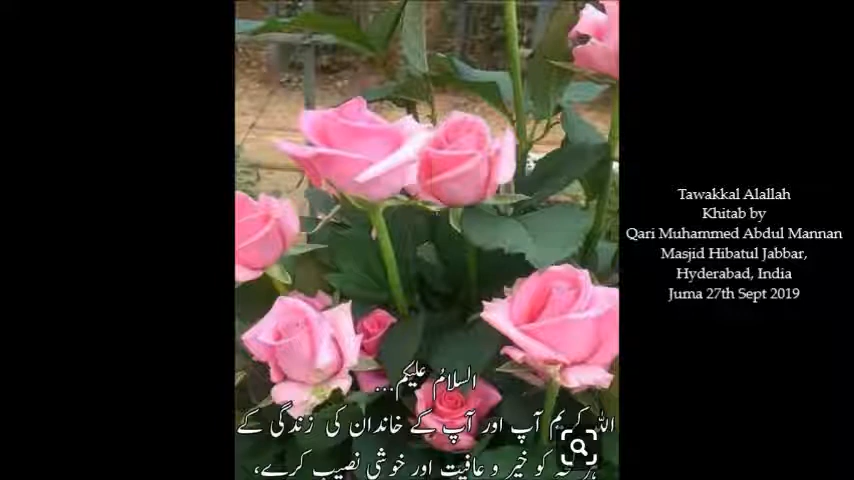 Tawakkal Alallah
Khitab by
Qari Muhammed Abdul Mannan
Masjid Hibatul Jabbar,
Hyderabad, India
Juma 27th Sept 2019
السلامُ علیکم...
اللہ کریم آپ اور آپ کے خاندان کی زندگی کے
کو خیر و عافیت اور خوشی نصیب کرے،